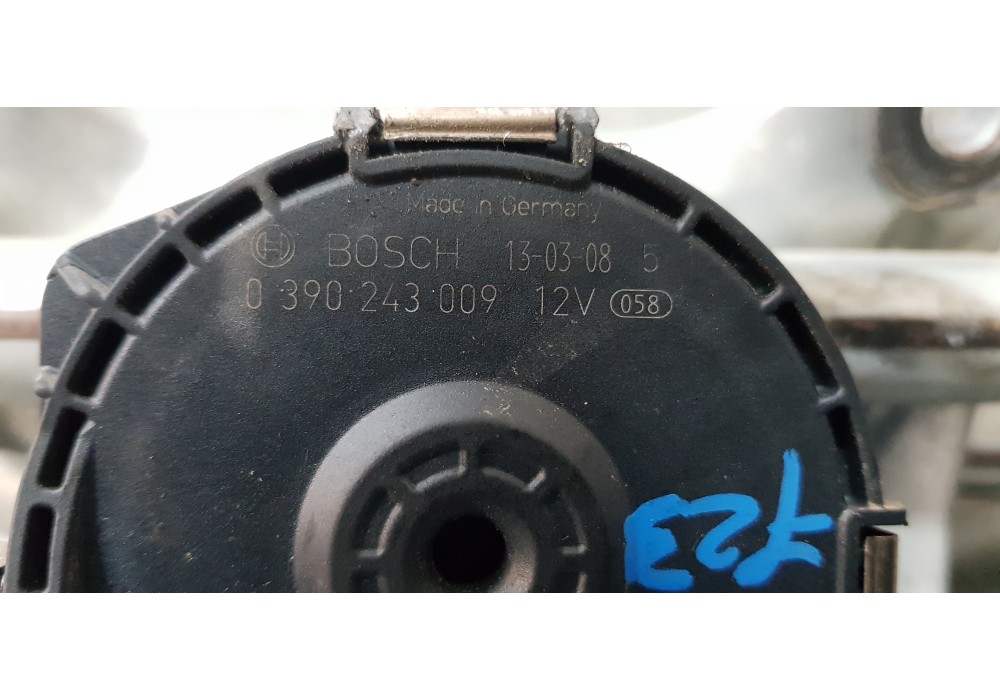 Made in Germany
BOSCH 13-03-08 5
0 390 243 009 12V 058
723